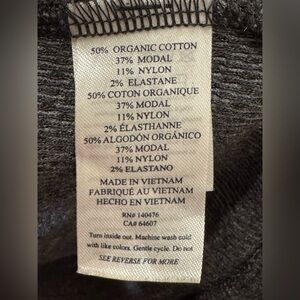 50% ORGANIC COTTON
37% MODAL
11% NYLON
2% ELASTANE
50% COTON ORGANIQUE
37% MODAL
11% NYLON
2% ÉLASTHANNE
50% ALGODÓN ORGÁNICO
37% MODAL
11% NYLON
2% ELASTANO
MADE IN VIETNAM
FABRIQUÉ AU VIETNAM
HECHO EN VIETNAM
RN# 140476
CA# 64607
Turn inside out. Machine wash cold
with like colors. Gentle cycle. Do not
SEE REVERSE FOR MORE